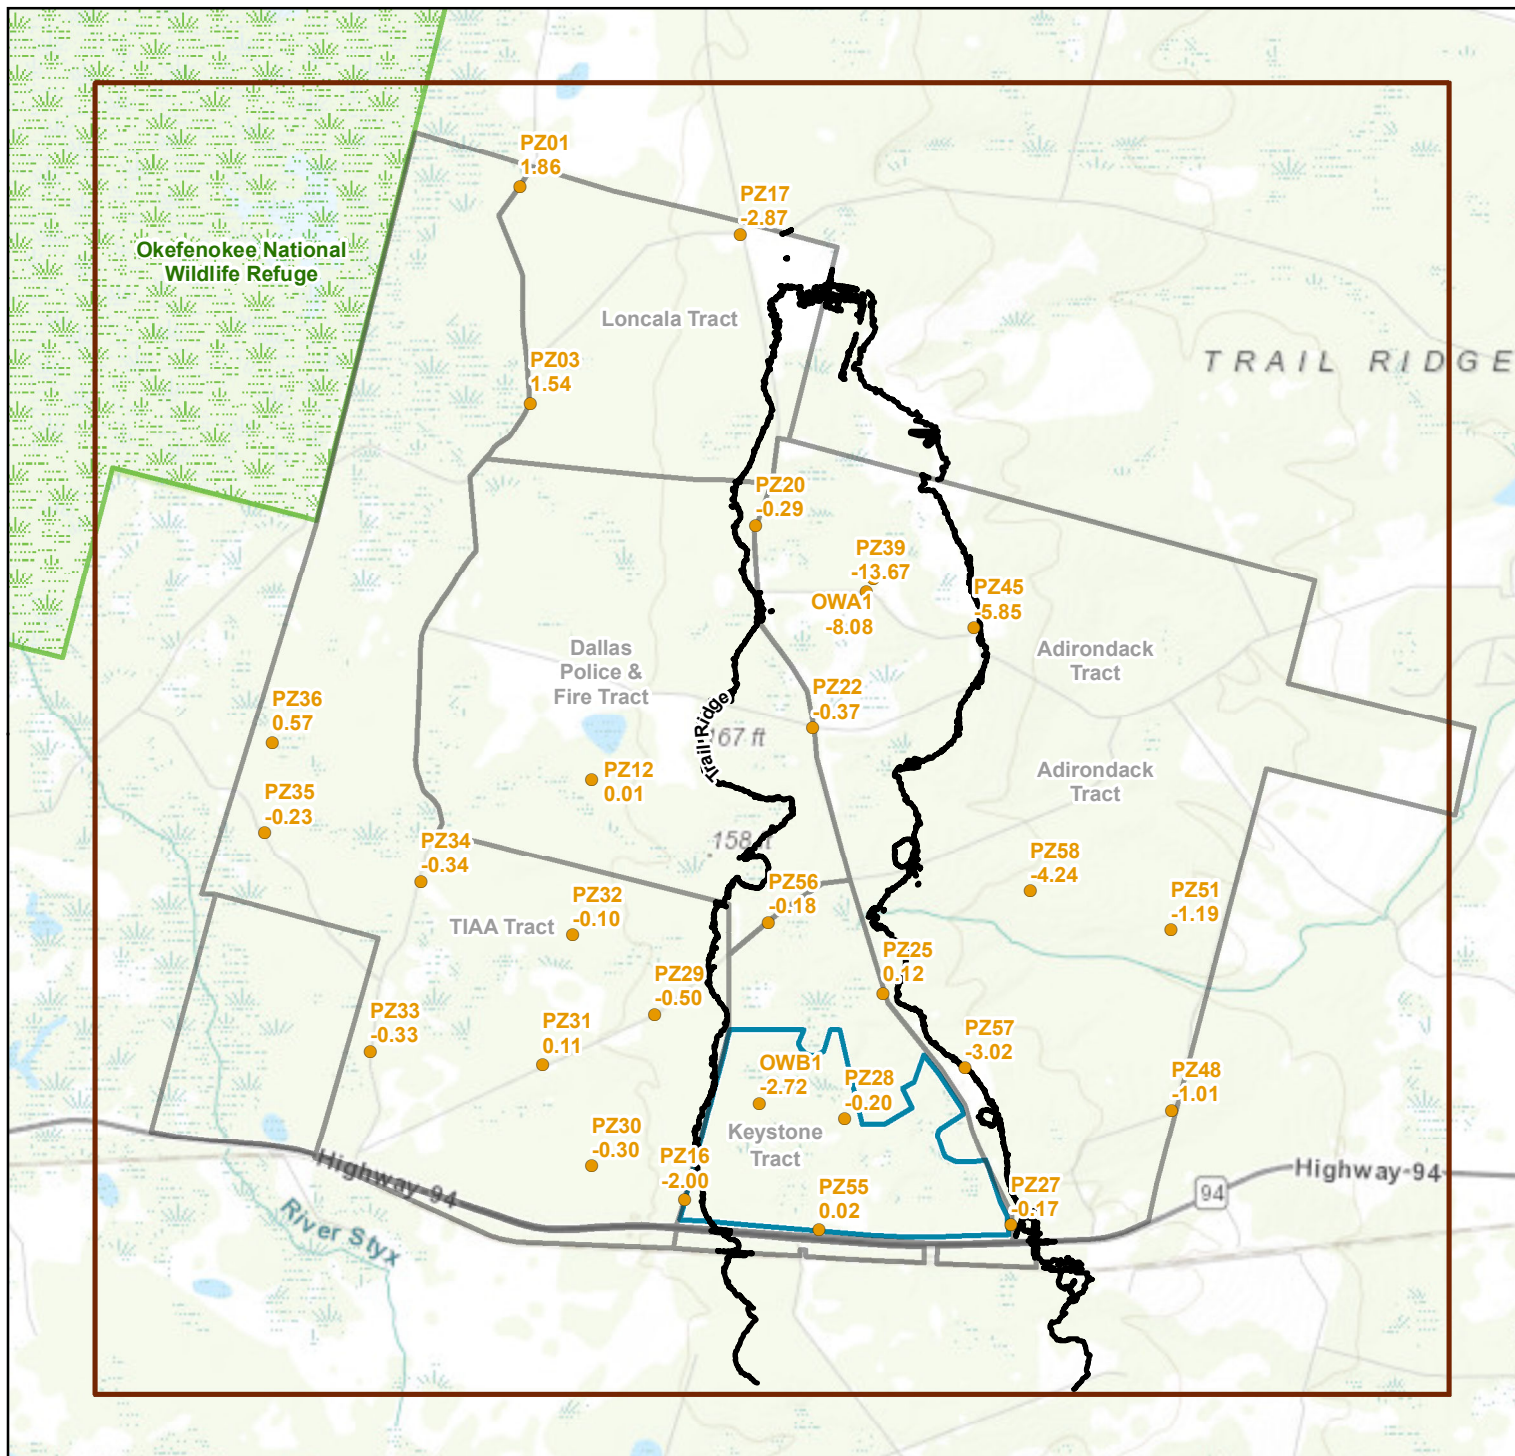 PZ01
1.86
PZ17
-2.87
Okefenokee National
Wildlife Refuge
Loncala Tract
TRAIL RIDGE
PZ03
1.54
PZ20
-0.29
PZ39
-13.67
OWA1
-8.08
PZ45
-5.85
Dallas
Police &
Fire Tract
Adirondack
Tract
PZ36
0.57
PZ22
-0.37
Trail Ridge
167 ft
PZ12
0.01
Adirondack
Tract
PZ35
-0.23
PZ34
-0.34
158 ft
PZ58
-4.24
PZ32
-0.10
PZ56
-0.18
PZ51
-1.19
TIAA Tract
PZ29
-0.50
PZ25
0.12
PZ33
-0.33
PZ31
0.11
PZ57
-3.02
OWB1
-2.72
PZ28
-0.20
PZ48
-1.01
PZ30
-0.30
Keystone
Tract
PZ16
-2.00
PZ55
0.02
PZ27
-0.17
Highway-94
94
Highway-94
River Styx